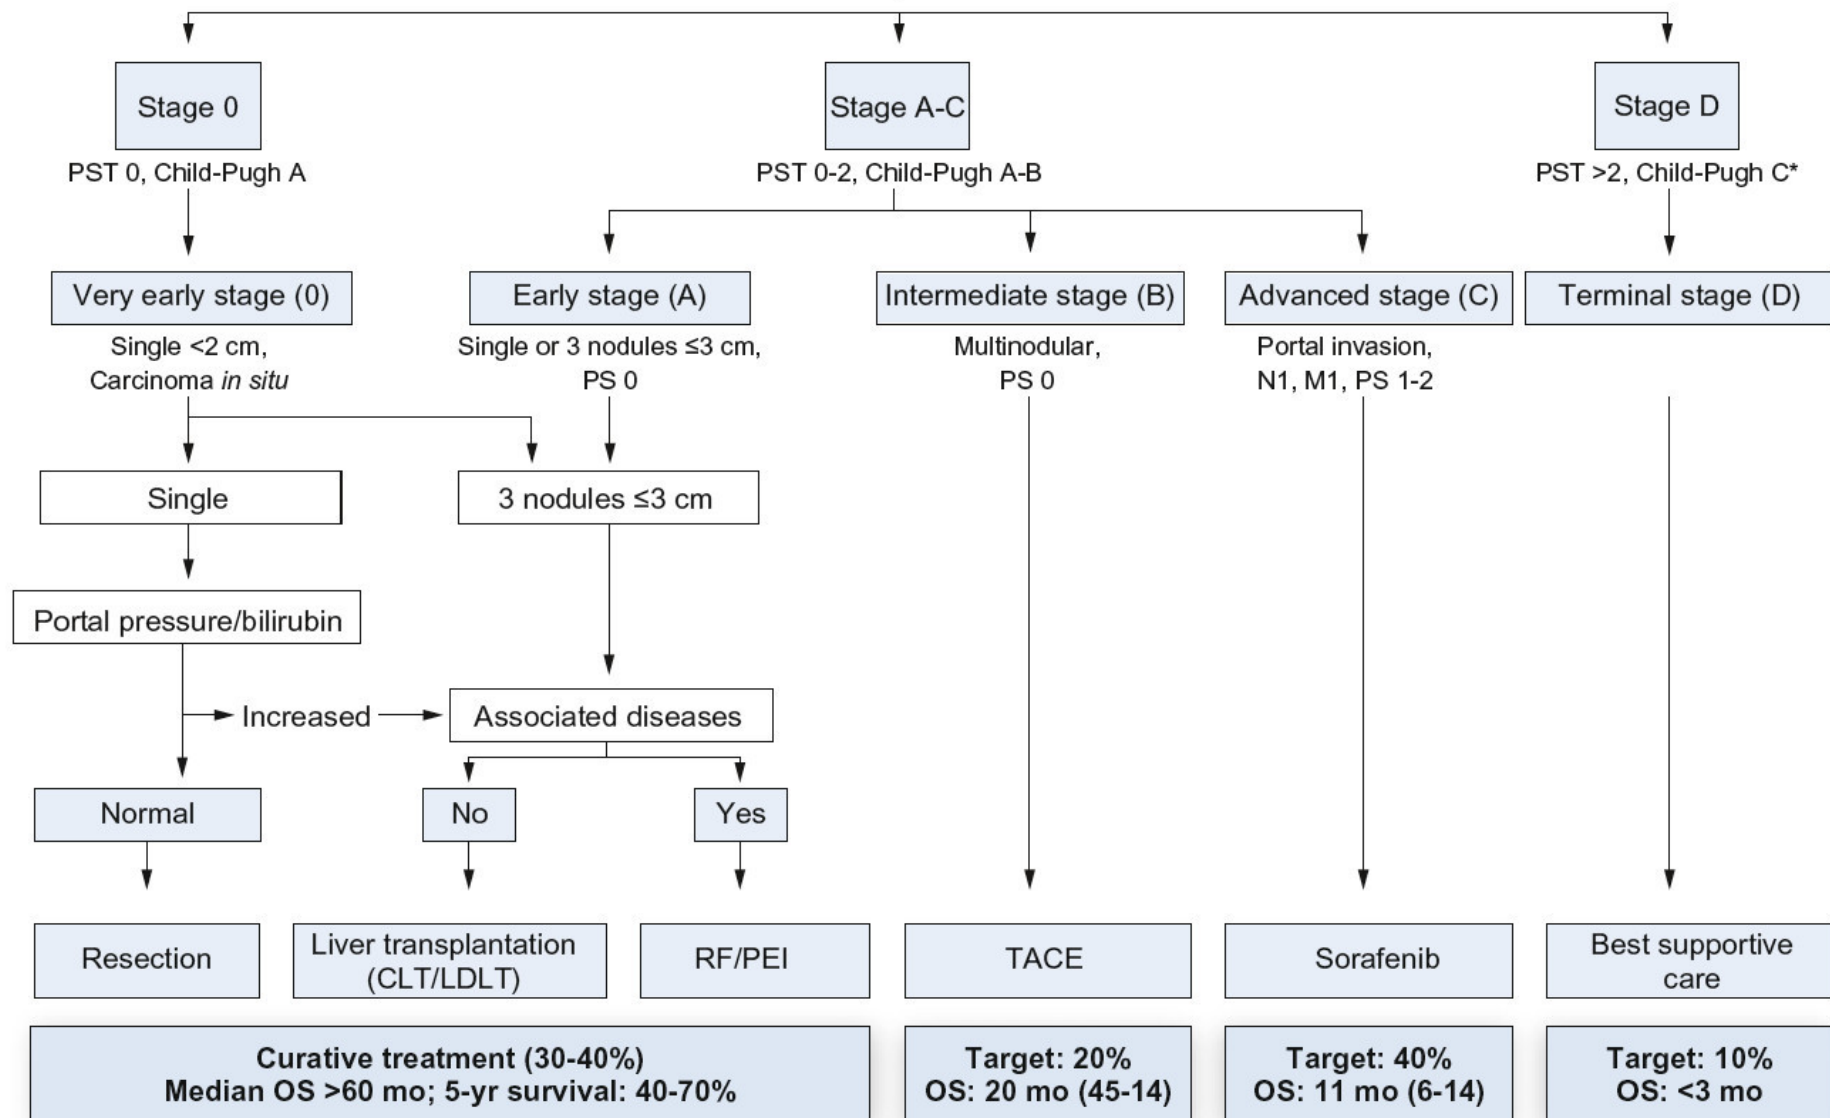 Stage 0
Stage A-C
Stage D
PST 0, Child-Pugh A
PST 0-2, Child-Pugh A-B
PST >2, Child-Pugh C*
Very early stage (0)
Early stage (A)
Intermediate stage (B)
Advanced stage (C)
Terminal stage (D)
Single <2 cm,
Carcinoma in situ
Single or 3 nodules ≤3 cm,
PS 0
Multinodular,
PS 0
Portal invasion,
N1, M1, PS 1-2
Single
3 nodules ≤3 cm
Portal pressure/bilirubin
Increased
Associated diseases
Normal
No
Yes
Resection
Liver transplantation
(CLT/LDLT)
RF/PEI
TACE
Sorafenib
Best supportive
care
Curative treatment (30-40%)
Median OS >60 mo; 5-yr survival: 40-70%
Target: 20%
OS: 20 mo (45-14)
Target: 40%
OS: 11 mo (6-14)
Target: 10%
OS: <3 mo